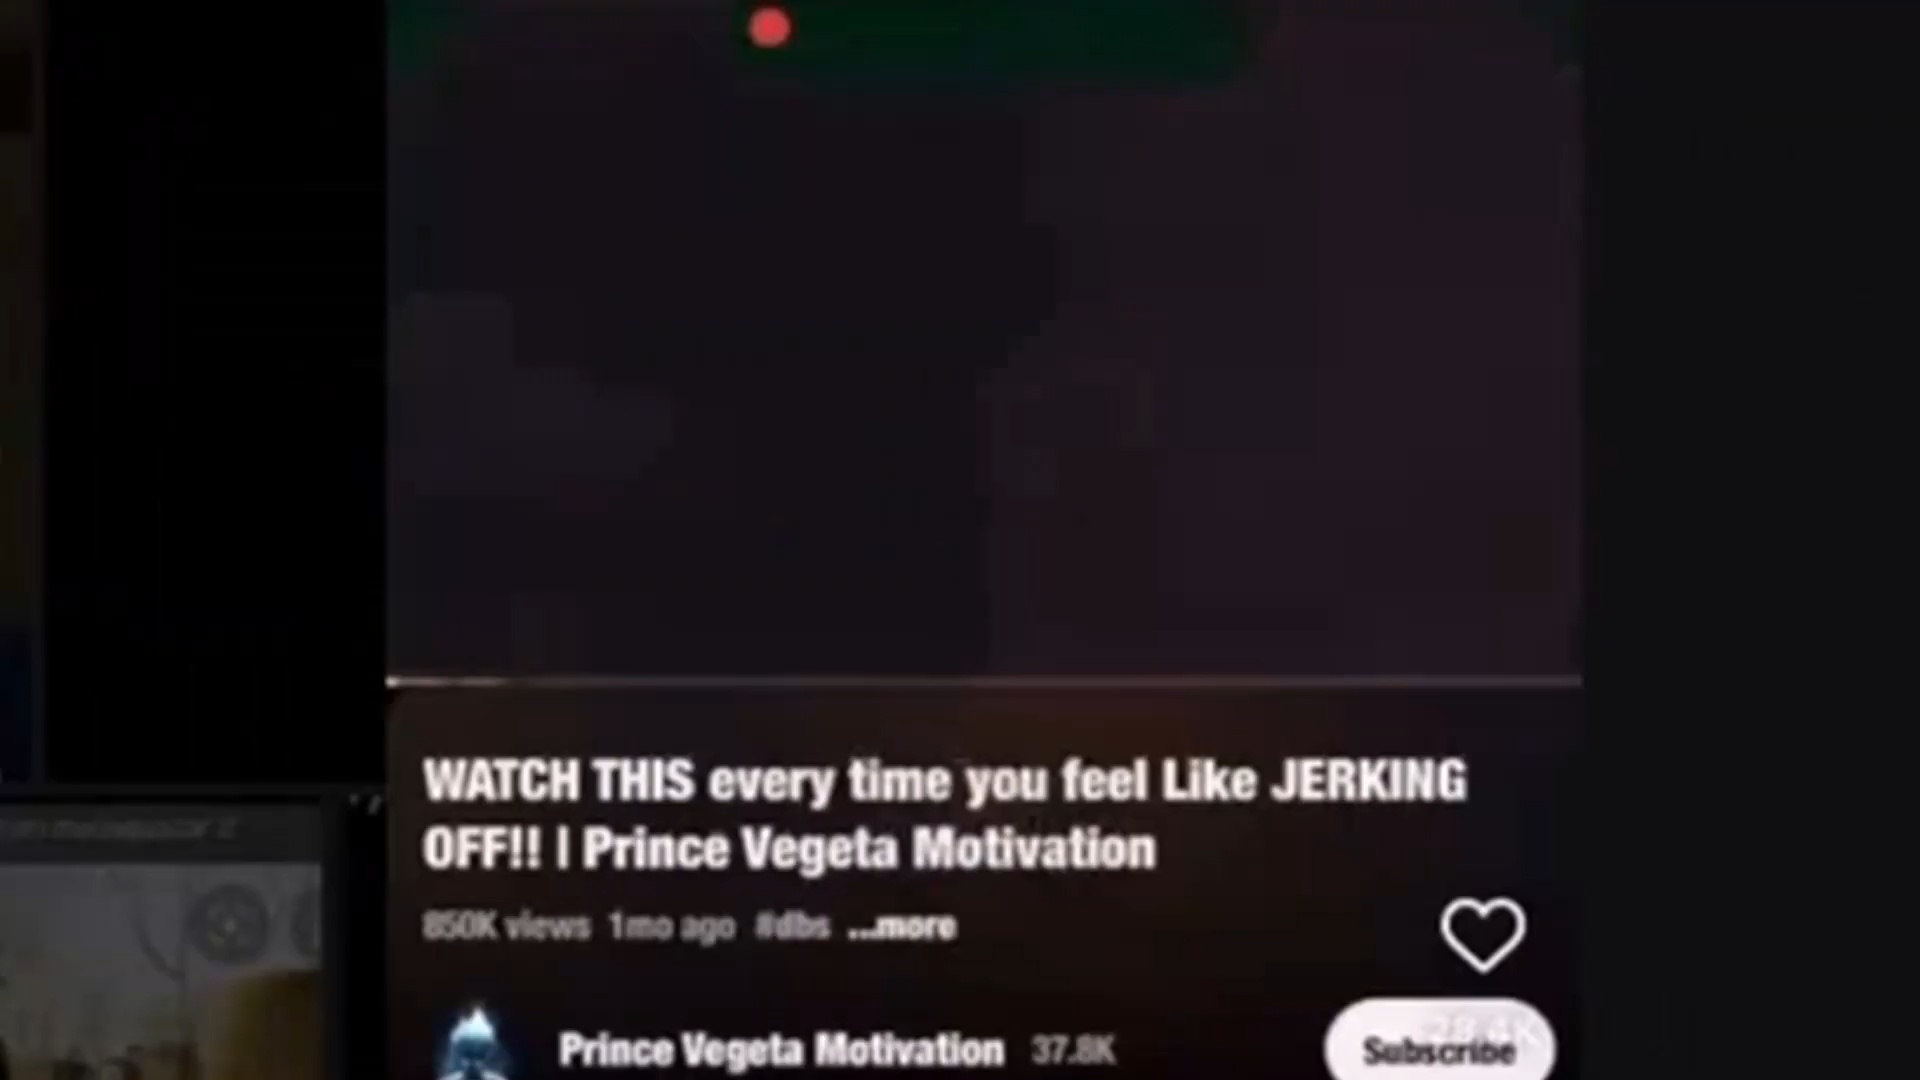 WATCH THIS every time you feel Like JERKING
OFF!! | Prince Vegeta Motivation
850K views 1mo ago #dbs ...more
Prince Vegeta Motivation 37.8K
Subscribe